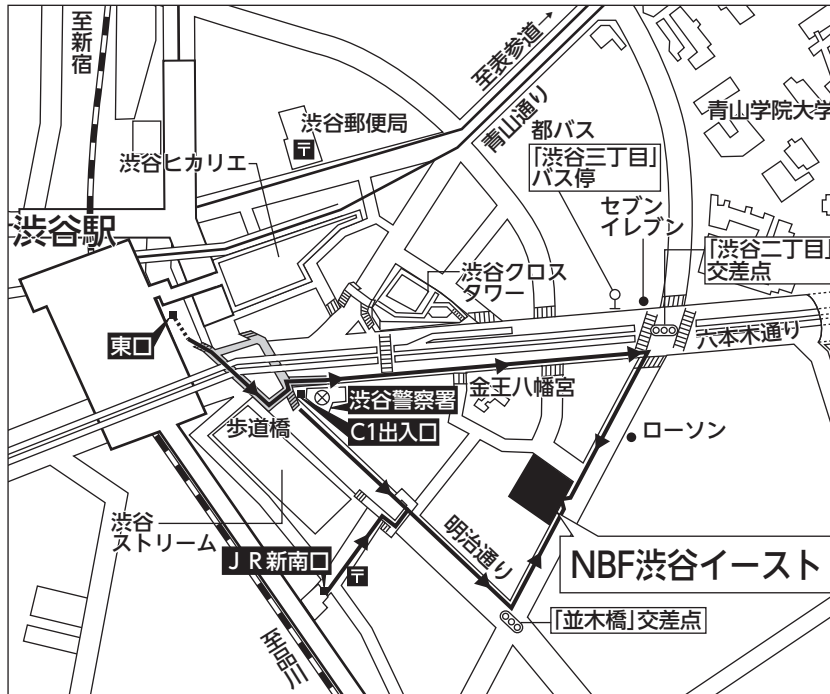 至新宿
至表参道
青山通り
青山学院大学
渋谷郵便局
〒
都バス
「渋谷三丁目」
バス停
渋谷ヒカリエ
セブン
イレブン
渋谷駅
「渋谷二丁目」
交差点
渋谷クロス
タワー
東口
六本木通り
金王八幡宮
渋谷警察署
C1出入口
歩道橋
ローソン
渋谷
ストリーム
明治通り
JR新南口
〒
NBF渋谷イースト
「並木橋」交差点
至品川